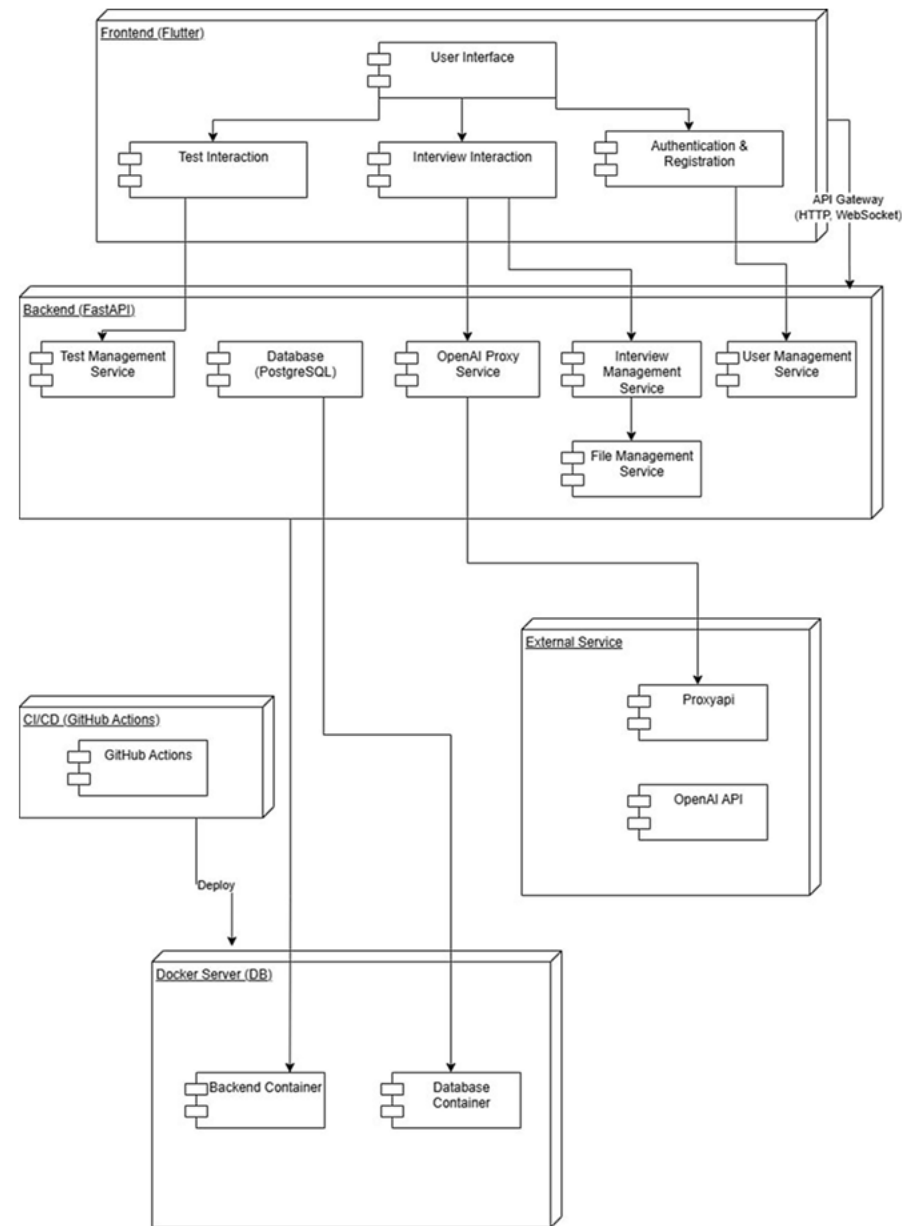 Frontend (Flutter)
User Interface
Test Interaction
Interview Interaction
Authentication &
Registration
API Gateway
(HTTP, WebSocket)
Backend (FastAPI)
Test Management
Service
Database
(PostgreSQL)
OpenAI Proxy
Service
Interview
Management
Service
User Management
Service
File Management
Service
External Service
Proxyapi
OpenAI API
CI/CD (GitHub Actions)
GitHub Actions
Deploy
Docker Server (DB)
Backend Container
Database
Container